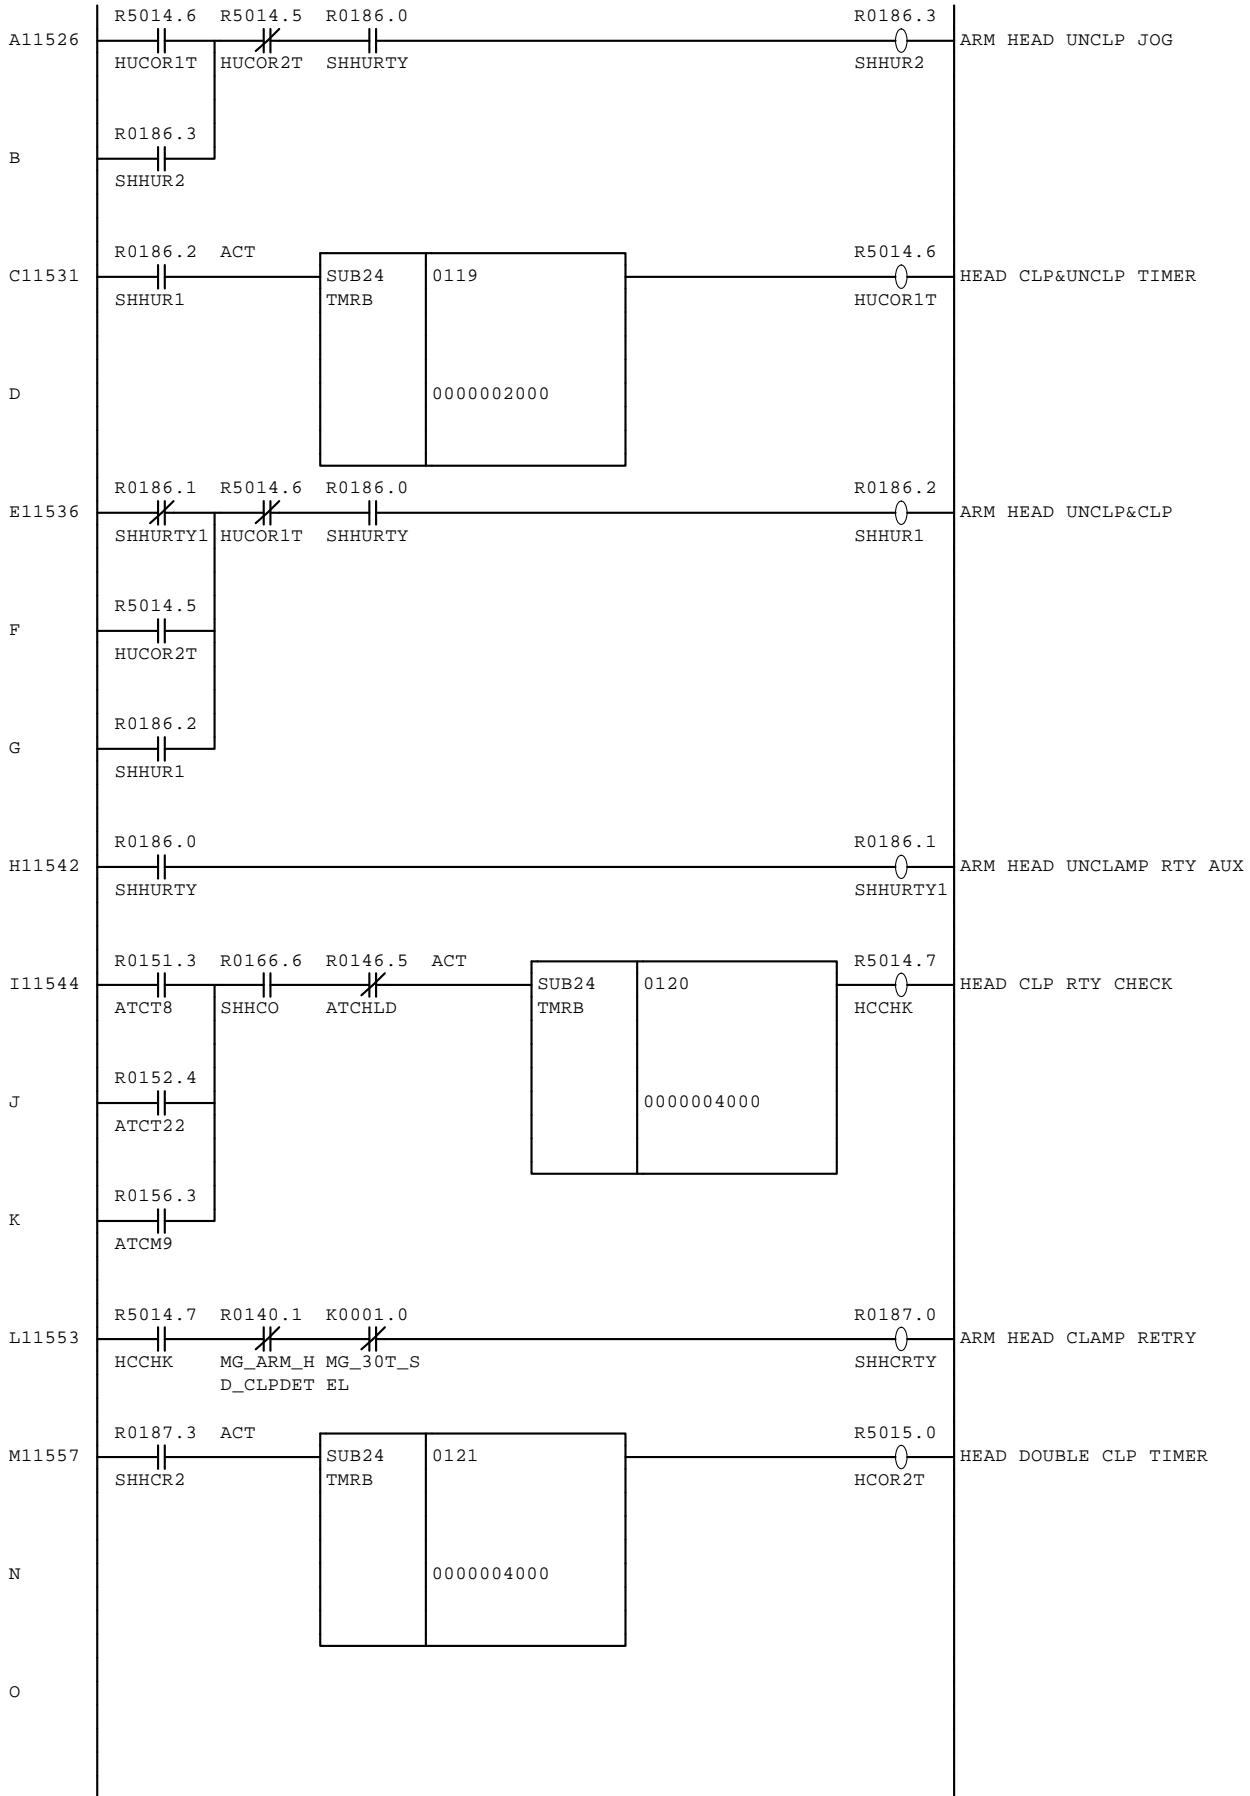 R5014.6 R5014.5 R0186.0 R0186.3
A11526 ARM HEAD UNCLP JOG
HUCOR1T HUCOR2T SHHURTY SHHUR2
R0186.3
B
SHHUR2
R0186.2 ACT R5014.6
C11531 SUB24 0119 HEAD CLP&UNCLP TIMER
SHHUR1 TMRB HUCOR1T
D 0000002000
R0186.1 R5014.6 R0186.0 R0186.2
E11536 ARM HEAD UNCLP&CLP
SHHURTY1 HUCOR1T SHHURTY SHHUR1
R5014.5
F
HUCOR2T
R0186.2
G
SHHUR1
R0186.0 R0186.1
H11542 ARM HEAD UNCLAMP RTY AUX
SHHURTY SHHURTY1
R0151.3 R0166.6 R0146.5 ACT R5014.7
I11544 SUB24 0120 HEAD CLP RTY CHECK
ATCT8 SHHCO ATCHLD TMRB HCCHK
R0152.4
J 0000004000
ATCT22
R0156.3
K
ATCM9
R5014.7 R0140.1 K0001.0 R0187.0
L11553 ARM HEAD CLAMP RETRY
HCCHK MG_ARM_H MG_30T_S SHHCRTY
D_CLPDET EL
R0187.3 ACT R5015.0
M11557 SUB24 0121 HEAD DOUBLE CLP TIMER
SHHCR2 TMRB HCOR2T
N 0000004000
O